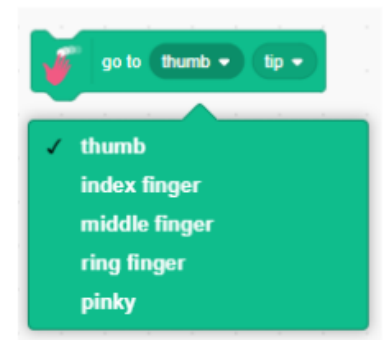 go to thumb tip
thumb
index finger
middle finger
ring finger
pinky